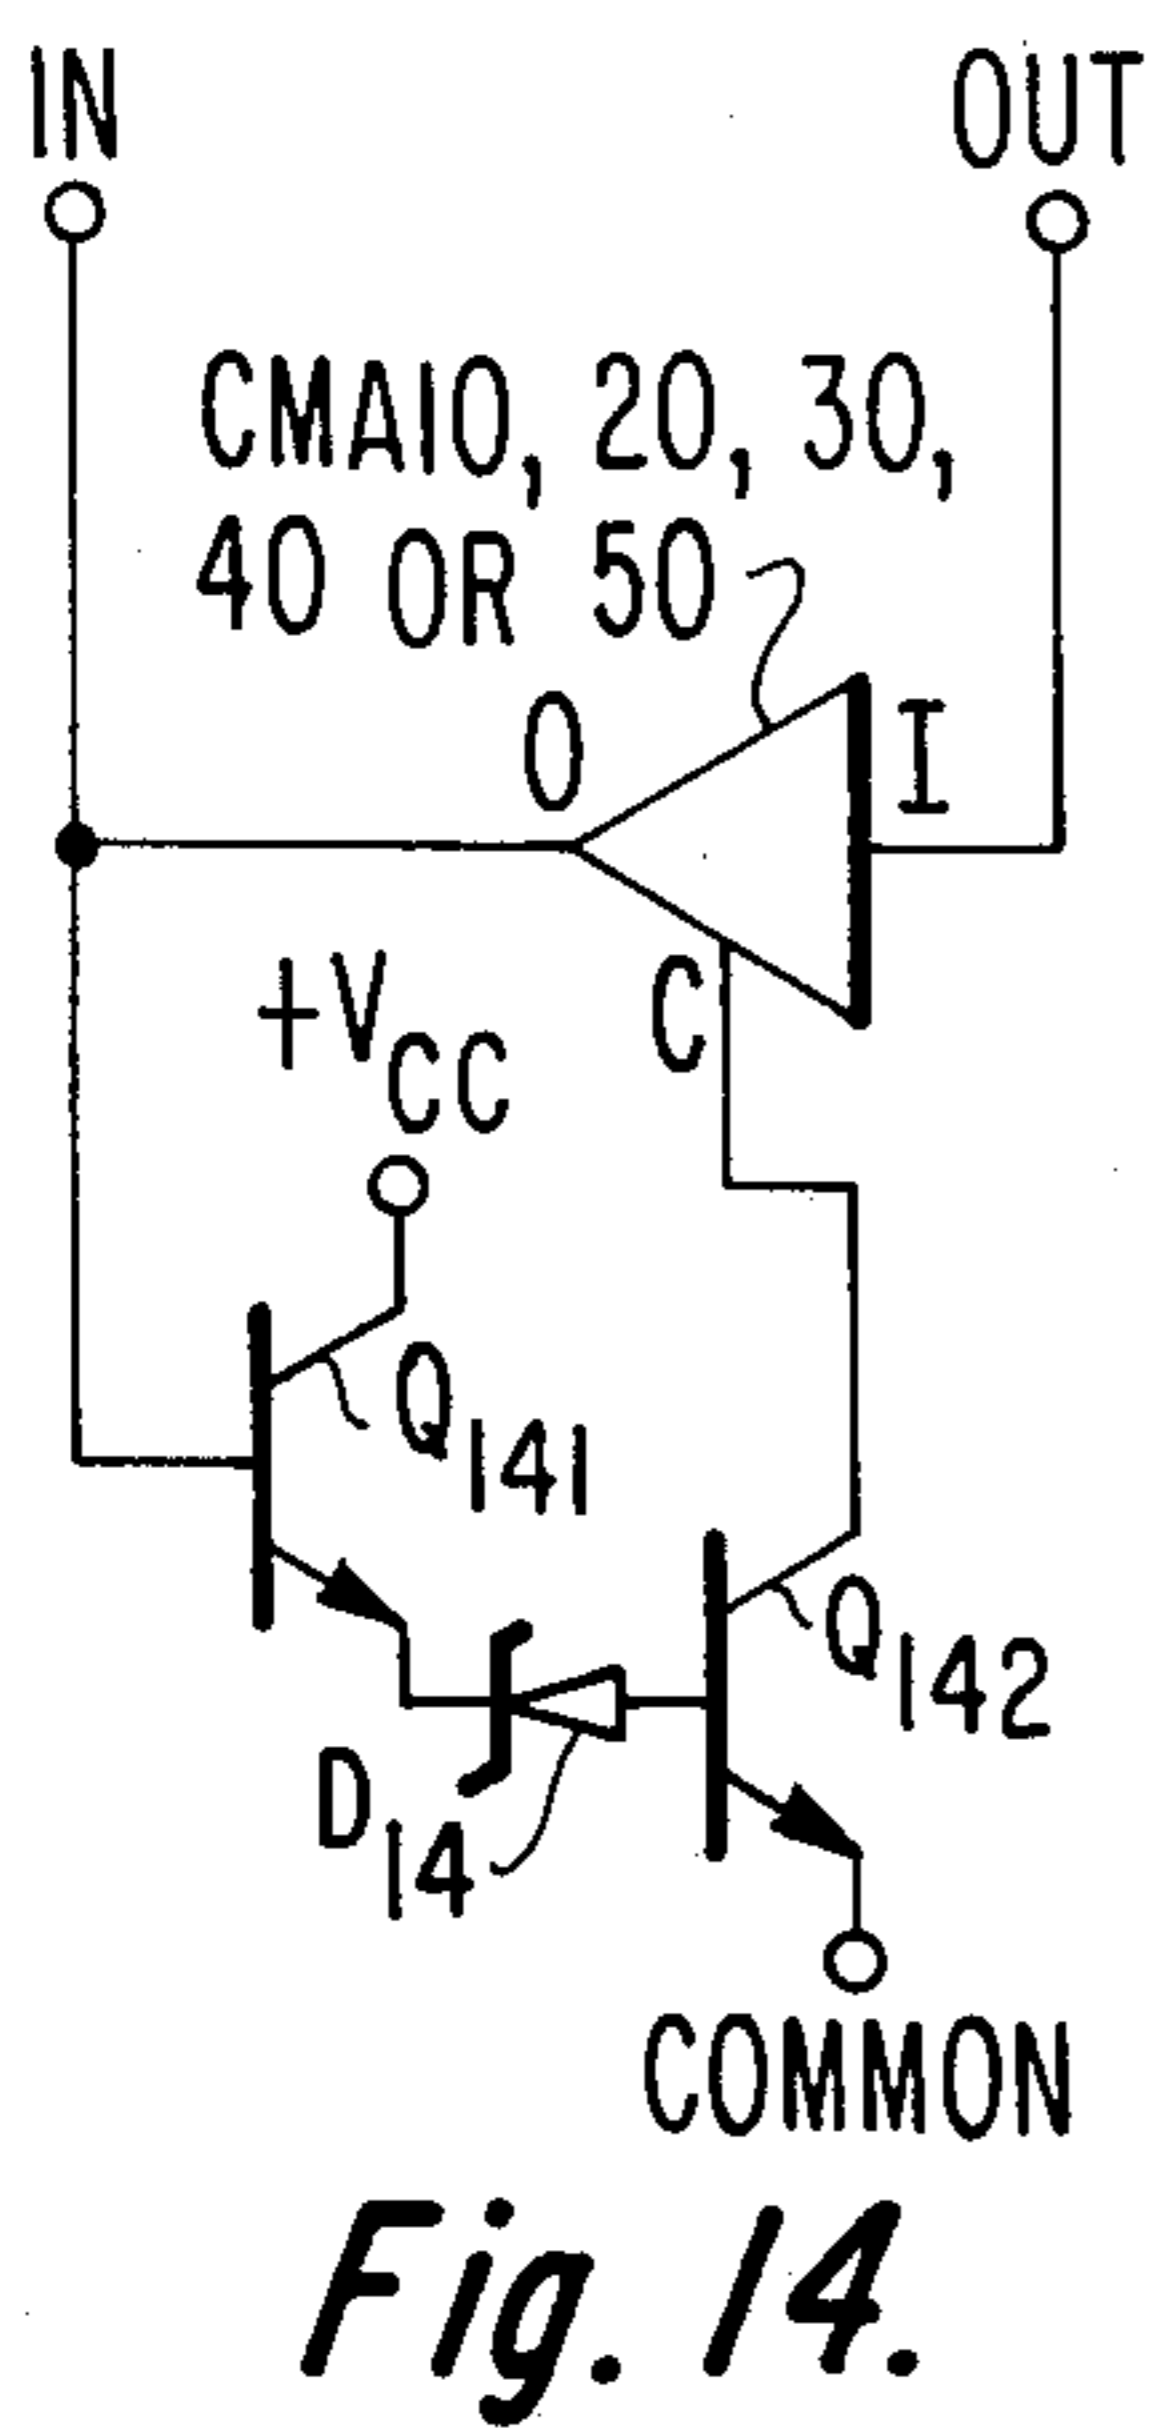 IN
OUT
CMA10, 20, 30,
40 OR 50
O
I
C
+VCC
Q141
Q142
D14
COMMON
Fig. 14.